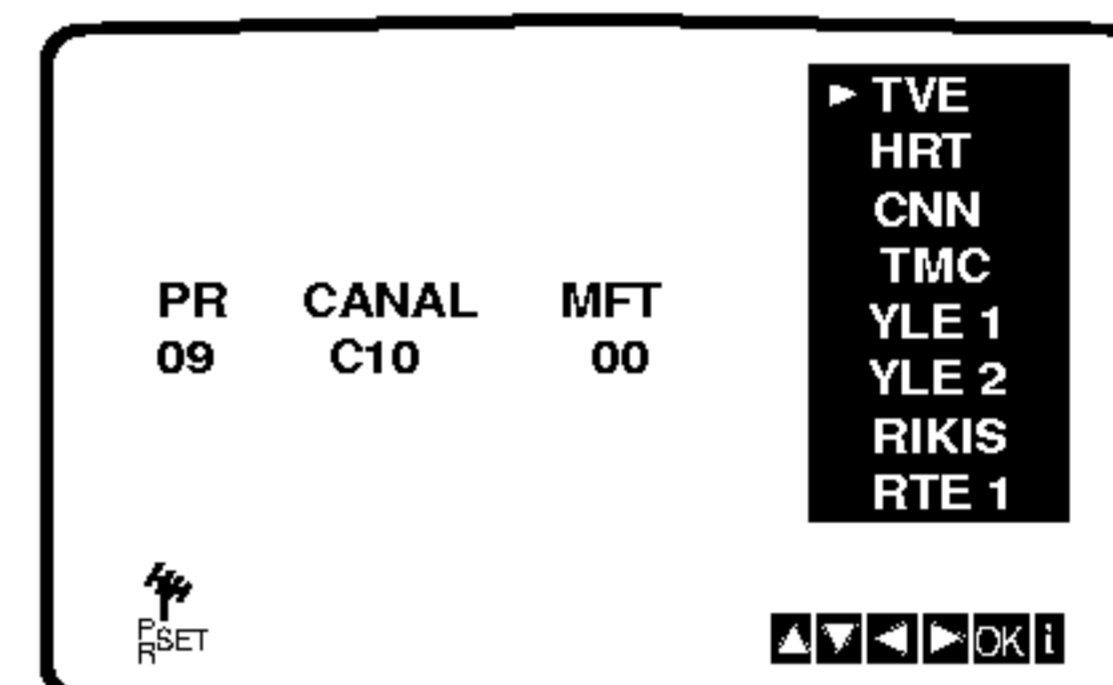 TVE
HRT
CNN
TMC
YLE 1
YLE 2
RIKIS
RTE 1
PR CANAL MFT
09 C10 00
PR SET
OK i